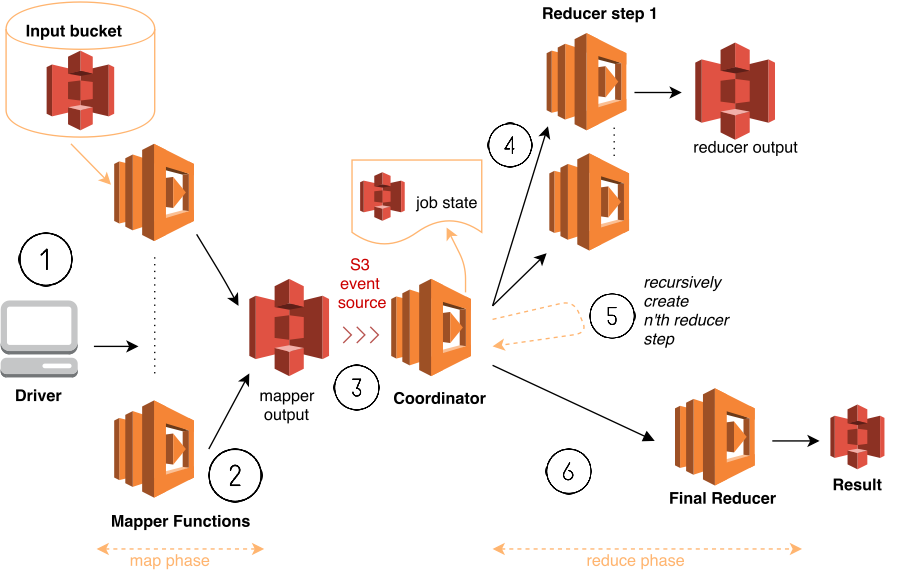 Input bucket
Reducer step 1
reducer output
4
job state
1
S3
event
source
recursively
create
n'th reducer
step
5
Driver
mapper
output
3
Coordinator
2
6
Mapper Functions
Final Reducer
Result
map phase
reduce phase